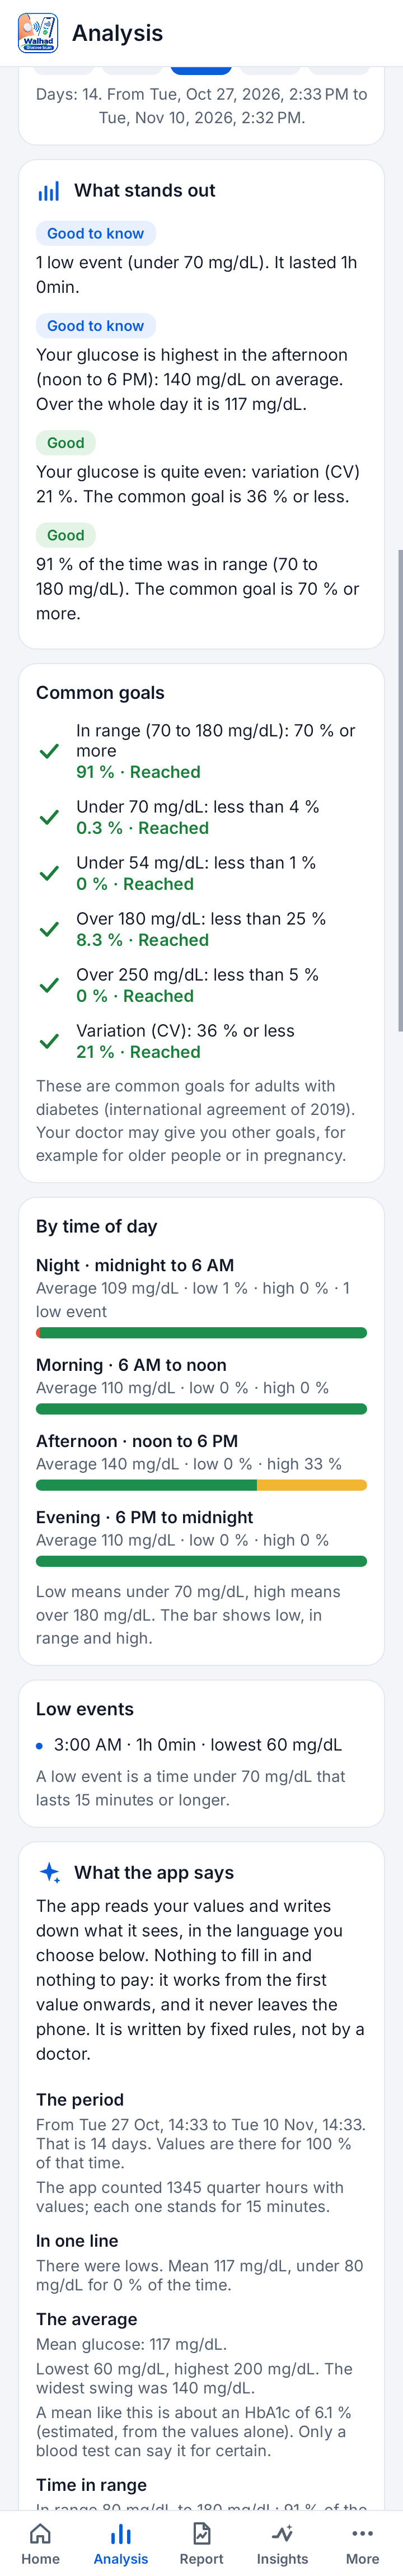 Walhad
Glucose Scan
Analysis
Days: 14. From Tue, Oct 27, 2026, 2:33 PM to
Tue, Nov 10, 2026, 2:32 PM.
What stands out
Good to know
1 low event (under 70 mg/dL). It lasted 1h
0min.
Good to know
Your glucose is highest in the afternoon
(noon to 6 PM): 140 mg/dL on average.
Over the whole day it is 117 mg/dL.
Good
Your glucose is quite even: variation (CV)
21 %. The common goal is 36 % or less.
Good
91 % of the time was in range (70 to
180 mg/dL). The common goal is 70 % or
more.
Common goals
In range (70 to 180 mg/dL): 70 % or
more
91 % · Reached
Under 70 mg/dL: less than 4 %
0.3 % · Reached
Under 54 mg/dL: less than 1 %
0 % · Reached
Over 180 mg/dL: less than 25 %
8.3 % · Reached
Over 250 mg/dL: less than 5 %
0 % · Reached
Variation (CV): 36 % or less
21 % · Reached
These are common goals for adults with
diabetes (international agreement of 2019).
Your doctor may give you other goals, for
example for older people or in pregnancy.
By time of day
Night · midnight to 6 AM
Average 109 mg/dL · low 1 % · high 0 % · 1
low event
Morning · 6 AM to noon
Average 110 mg/dL · low 0 % · high 0 %
Afternoon · noon to 6 PM
Average 140 mg/dL · low 0 % · high 33 %
Evening · 6 PM to midnight
Average 110 mg/dL · low 0 % · high 0 %
Low means under 70 mg/dL, high means
over 180 mg/dL. The bar shows low, in
range and high.
Low events
3:00 AM · 1h 0min · lowest 60 mg/dL
A low event is a time under 70 mg/dL that
lasts 15 minutes or longer.
What the app says
The app reads your values and writes
down what it sees, in the language you
choose below. Nothing to fill in and
nothing to pay: it works from the first
value onwards, and it never leaves the
phone. It is written by fixed rules, not by a
doctor.
The period
From Tue 27 Oct, 14:33 to Tue 10 Nov, 14:33.
That is 14 days. Values are there for 100 %
of that time.
The app counted 1345 quarter hours with
values; each one stands for 15 minutes.
In one line
There were lows. Mean 117 mg/dL, under 80
mg/dL for 0 % of the time.
The average
Mean glucose: 117 mg/dL.
Lowest 60 mg/dL, highest 200 mg/dL. The
widest swing was 140 mg/dL.
A mean like this is about an HbA1c of 6.1 %
(estimated, from the values alone). Only a
blood test can say it for certain.
Time in range
In range 80 mg/dL to 180 mg/dL: 91 % of the
Home
Analysis
Report
Insights
More